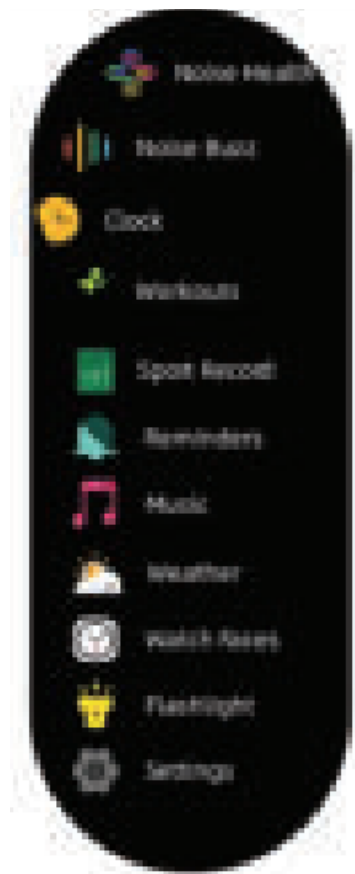 Noise Health
Noise Buzz
Clock
Workouts
Sport Record
Reminders
Music
Weather
Watch faces
Flashlight
Settings